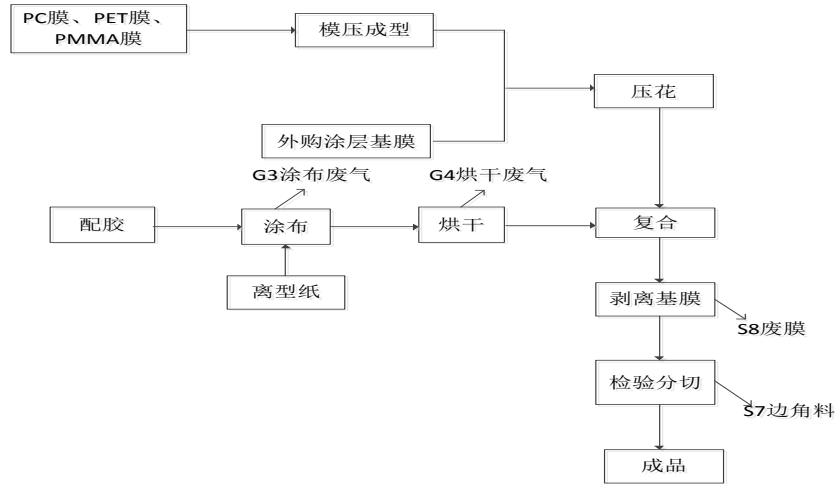 PC膜、PET膜、
PMMA膜
模压成型
压花
外购涂层基膜
G3涂布废气
G4烘干废气
配胶
涂布
烘干
复合
离型纸
剥离基膜
S8废膜
检验分切
S7边角料
成品